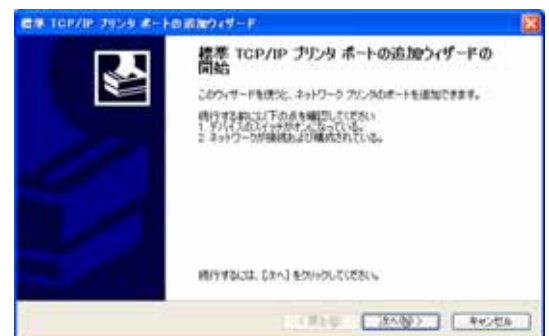 標準 TCP/IP プリンタ ポートの追加ウィザード
標準 TCP/IP プリンタ ポートの追加ウィザードの
開始
このウィザードを使うと、ネットワーク プリンタのポートを追加できます。
続行する前に以下の点を確認してください
1. デバイスのスイッチがオンになっている。
2. ネットワークが接続および構成されている。
続行するには、[次へ] をクリックしてください。
< 戻る(B)
次へ(N) >
キャンセル